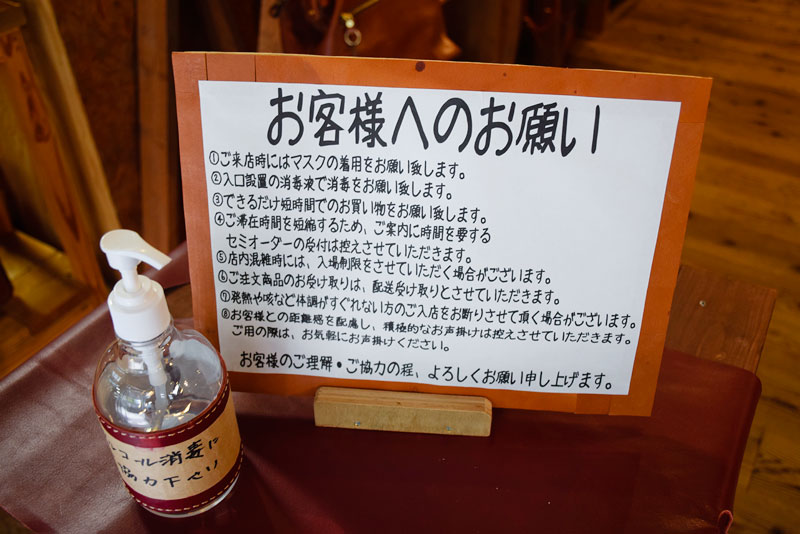 お客様へのお願い
①ご来店時にはマスクの着用をお願い致します。
②入口設置の消毒液で消毒をお願い致します。
③できるだけ短時間でのお買い物をお願い致します。
④ご滞在時間を短縮するため、ご案内に時間を要する
セミオーダーの受付は控えさせていただきます。
⑤店内混雑時には、入場制限をさせていただく場合がございます。
⑥ご注文商品のお受け取りは、配送受け取りとさせていただきます。
⑦発熱や咳など体調がすぐれない方のご入店をお断りさせて頂く場合がございます。
⑧お客様との距離感を配慮し、積極的なお声掛けは控えさせていただきます。
ご用の際は、お気軽にお声掛けください。
お客様のご理解・ご協力の程、よろしくお願い申し上げます。
コール消毒に
協力下さい